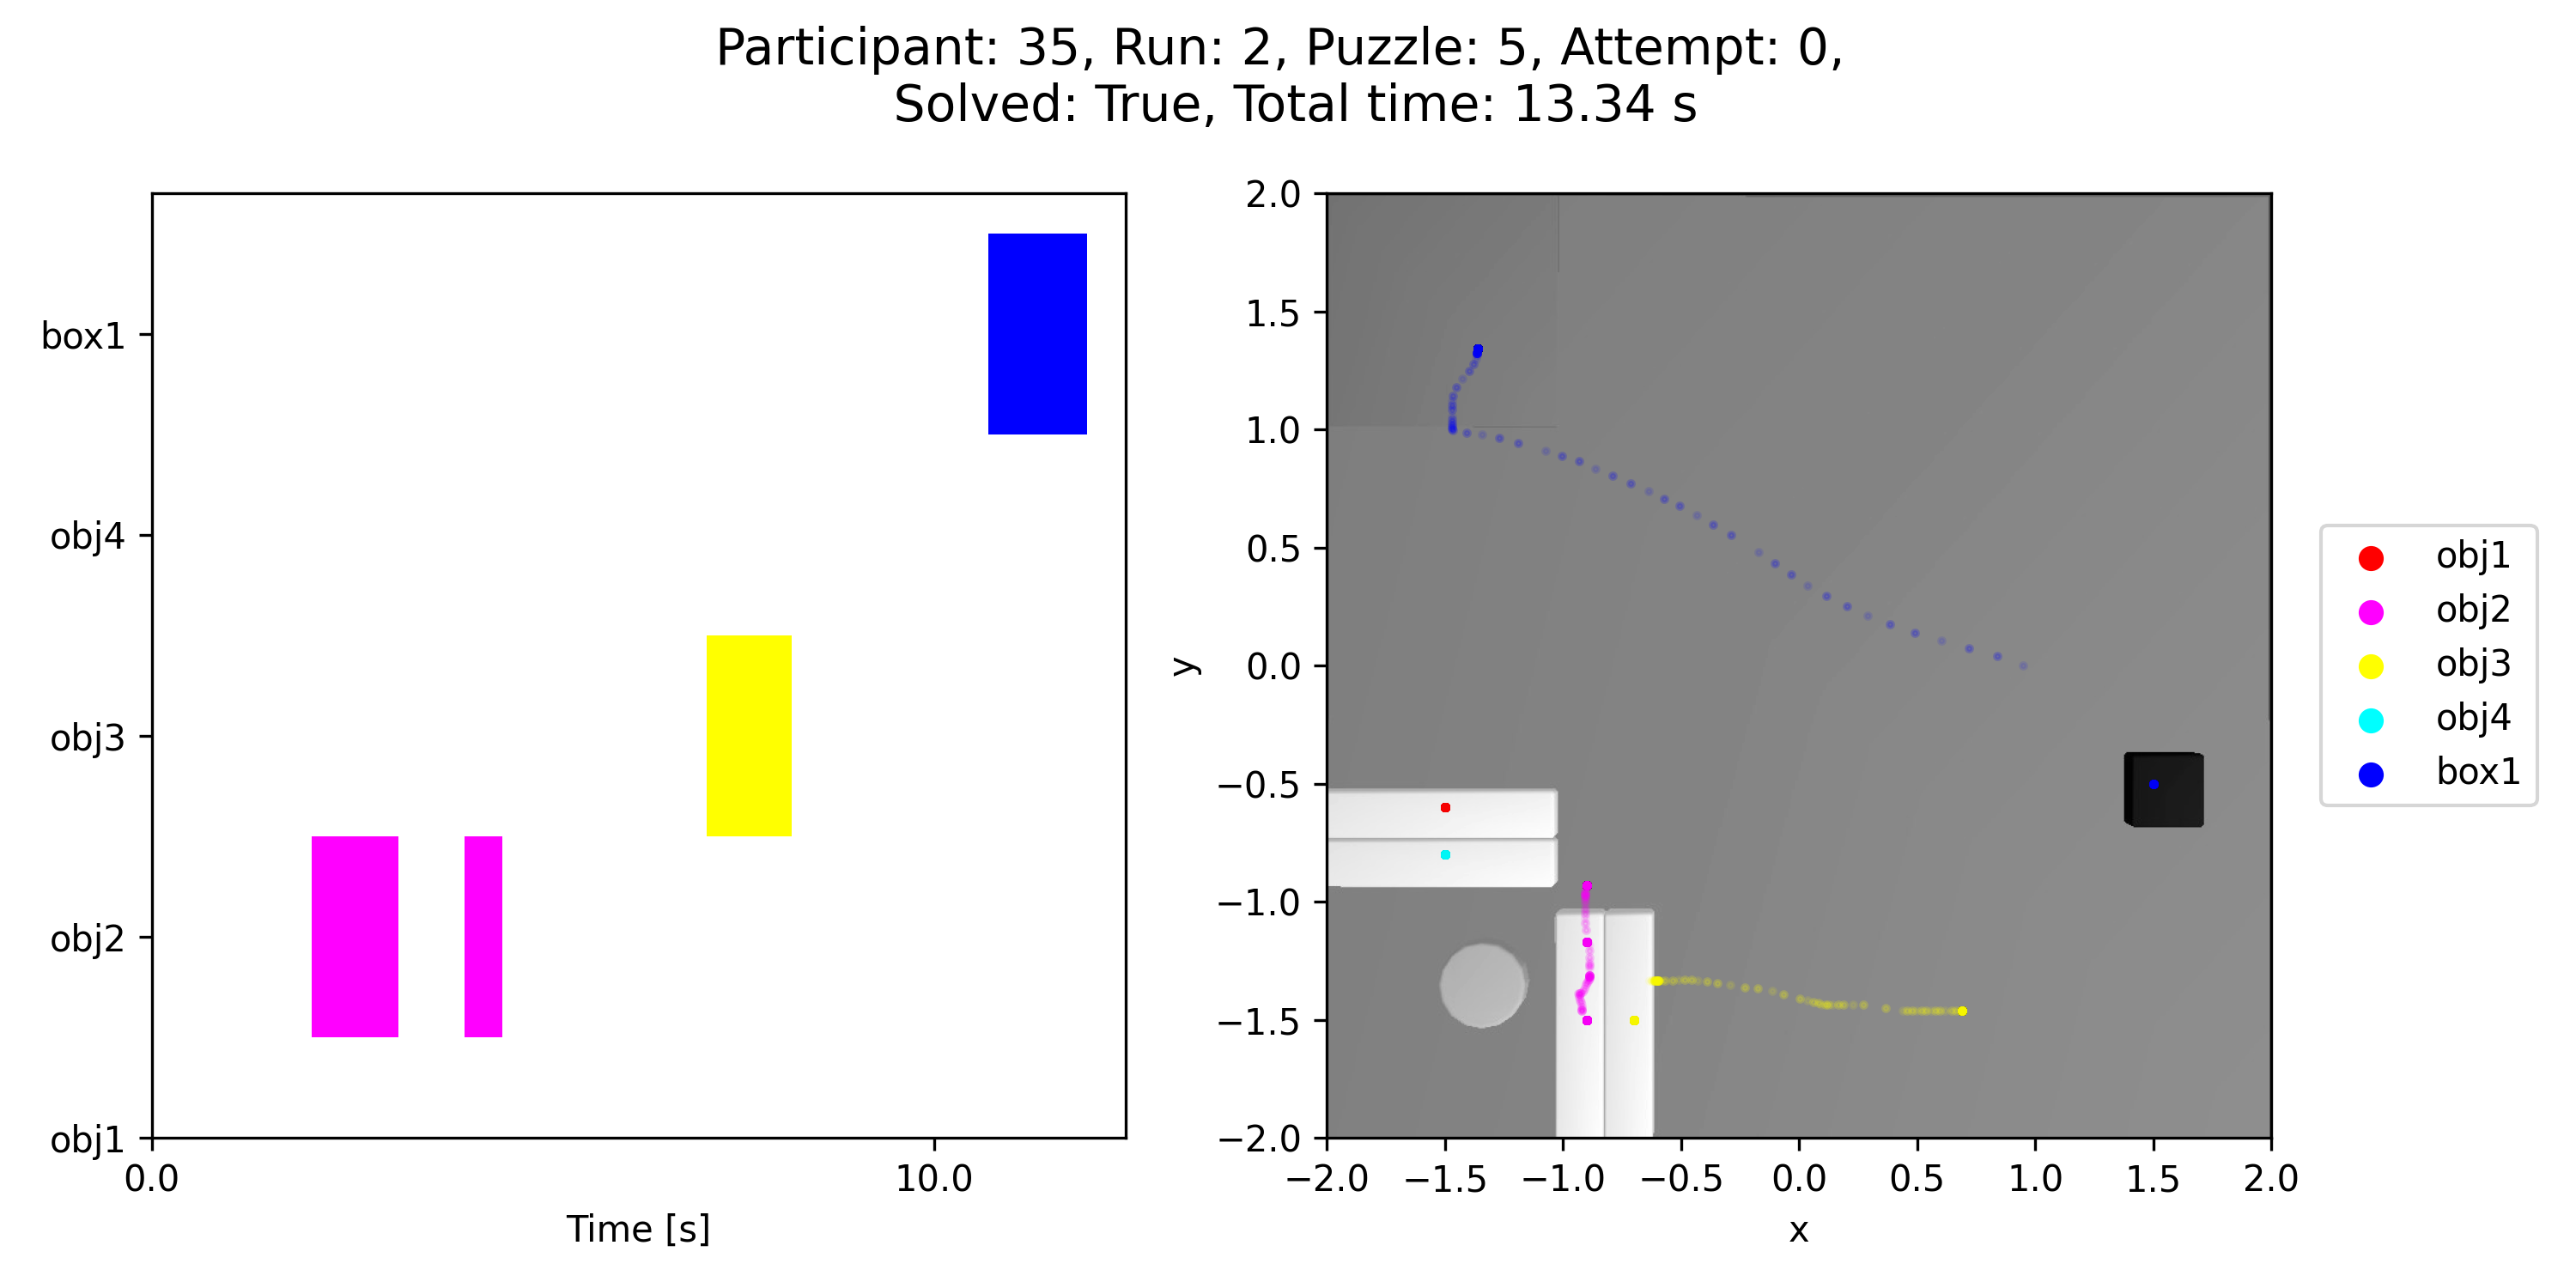 Participant: 35, Run: 2, Puzzle: 5, Attempt: 0,
Solved: True, Total time: 13.34 s
box1
obj4
obj3
obj2
obj1
0.0 10.0
Time [s]
2.0
1.5
1.0
0.5
0.0
−0.5
−1.0
−1.5
−2.0
y
−2.0 −1.5 −1.0 −0.5 0.0 0.5 1.0 1.5 2.0
x
obj1
obj2
obj3
obj4
box1